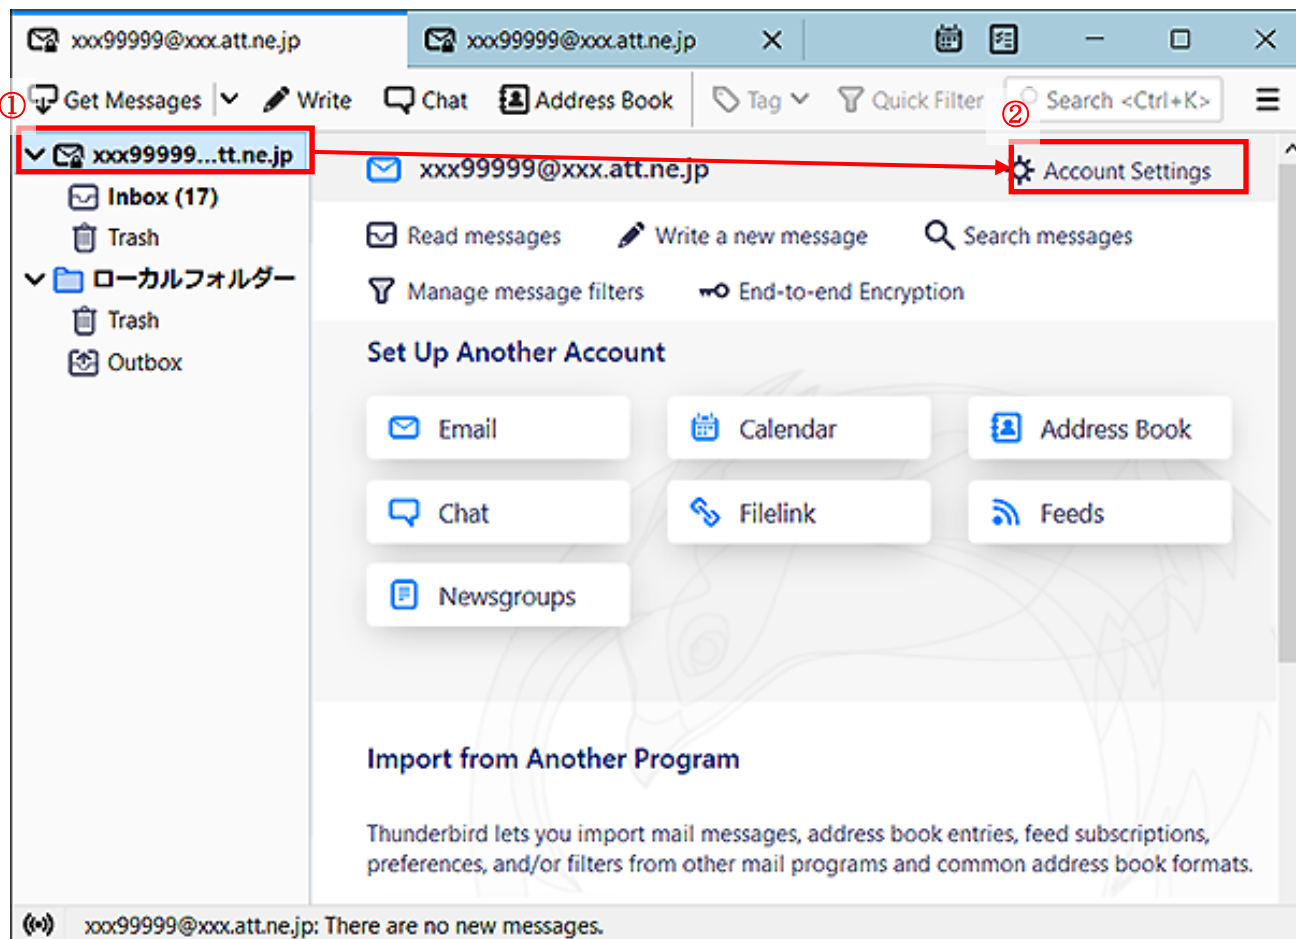 xxx99999@xxx.att.ne.jp xxx99999@xxx.att.ne.jp
① Get Messages Write Chat Address Book Tag Quick Filter Search <Ctrl+K>
②
xxx99999...tt.ne.jp
Inbox (17)
Trash
ローカルフォルダー
Trash
Outbox
xxx99999@xxx.att.ne.jp Account Settings
Read messages Write a new message Search messages
Manage message filters End-to-end Encryption
Set Up Another Account
Email Calendar Address Book
Chat Filelink Feeds
Newsgroups
Import from Another Program
Thunderbird lets you import mail messages, address book entries, feed subscriptions,
preferences, and/or filters from other mail programs and common address book formats.
xxx99999@xxx.att.ne.jp: There are no new messages.